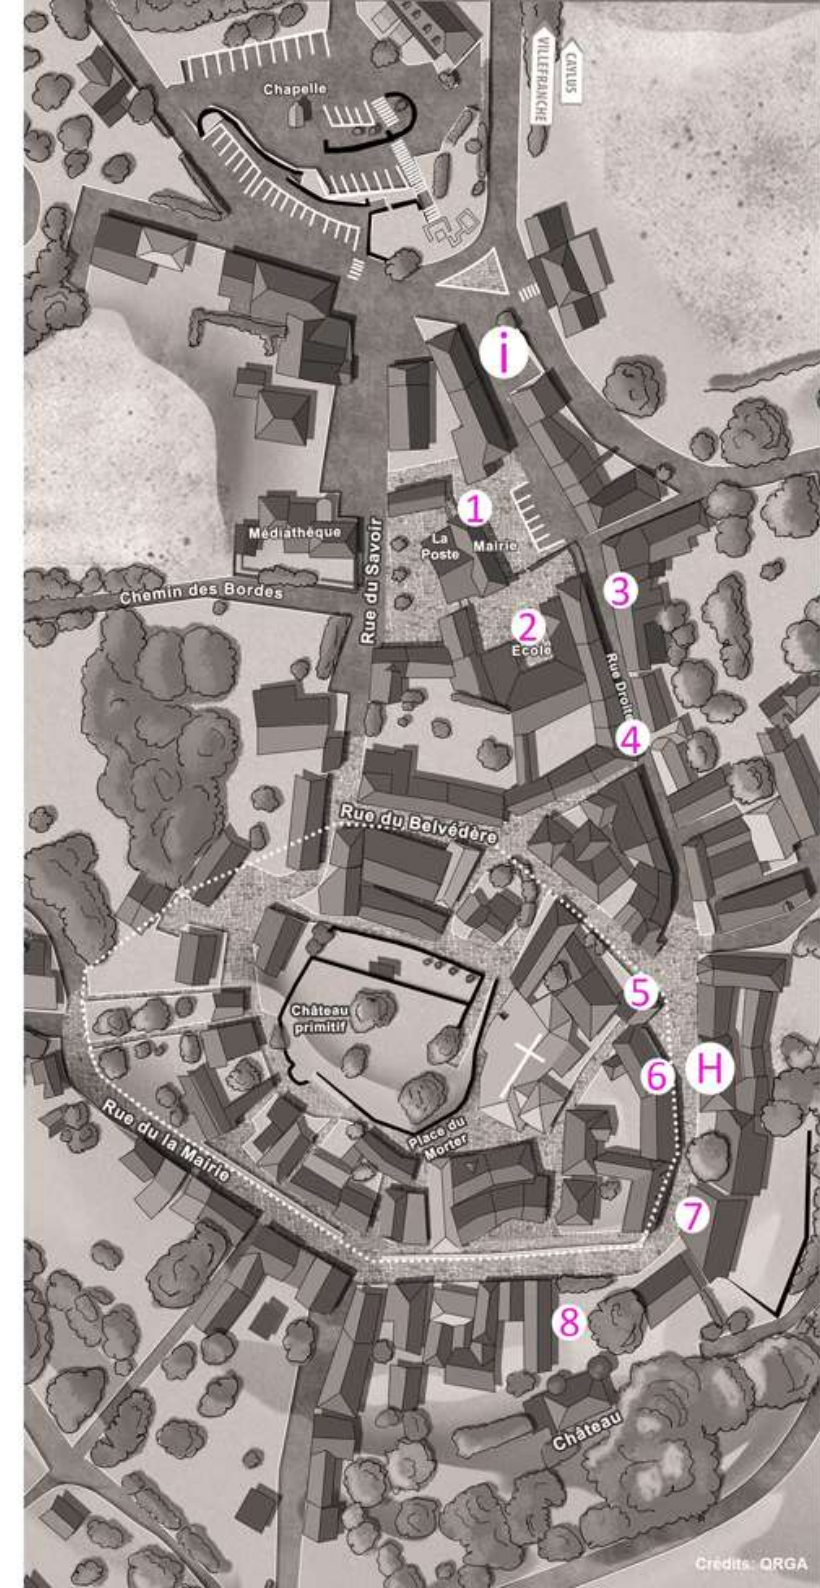 CAYLUS
VILLEFRANCHE
Chapelle
i
1
Médiathèque
La
Poste
Mairie
Rue du Savoir
Chemin des Bordes
3
2
École
Rue Droite
4
Rue du Belvédère
5
Château
primitif
6
H
Rue du la Mairie
Place du
Morter
7
8
Château
Crédits: QRGA